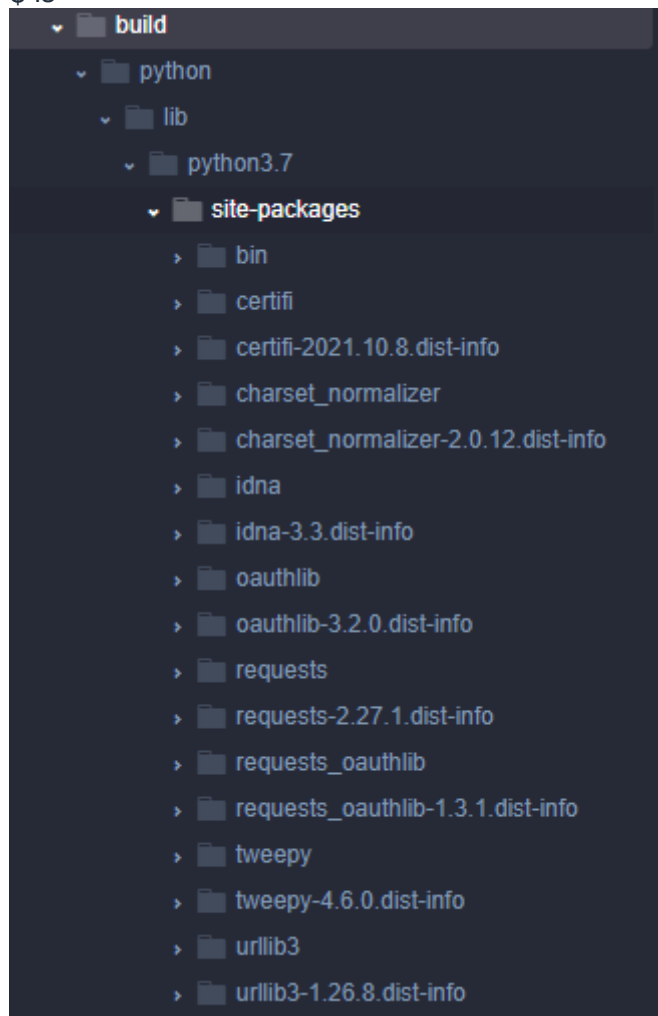 $ ls
build
python
lib
python3.7
site-packages
bin
certifi
certifi-2021.10.8.dist-info
charset_normalizer
charset_normalizer-2.0.12.dist-info
idna
idna-3.3.dist-info
oauthlib
oauthlib-3.2.0.dist-info
requests
requests-2.27.1.dist-info
requests_oauthlib
requests_oauthlib-1.3.1.dist-info
tweepy
tweepy-4.6.0.dist-info
urllib3
urllib3-1.26.8.dist-info